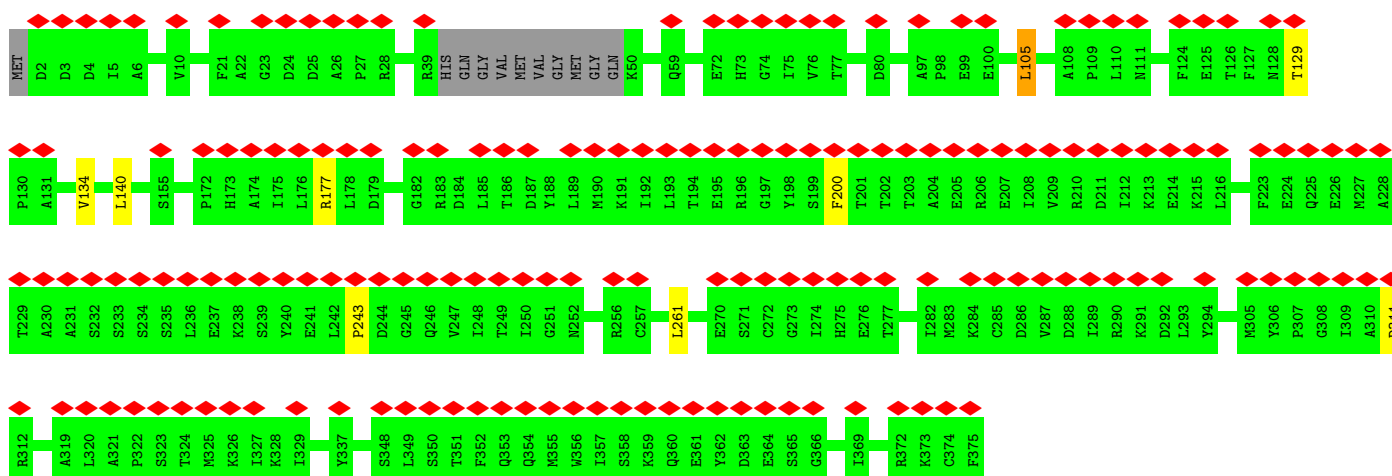 MET D2 D3 D4 I5 A6 V10 F21 A22 G23 D24 D25 A26 P27 R28 R39 HIS GLN GLY VAL MET VAL GLY MET GLY GLN K50 Q59 E72 H73 G74 I75 V76 T77 D80 A97 P98 E99 E100 L105 A108 P109 L110 N111 F124 E125 T126 F127 N128 T129
P130 A131 V134 L140 S155 P172 H173 A174 I175 L176 R177 L178 D179 G182 R183 D184 L185 T186 D187 Y188 L189 M190 K191 I192 L193 T194 E195 R196 G197 Y198 S199 F200 T201 T202 T203 A204 E205 R206 E207 I208 V209 R210 D211 I212 K213 E214 K215 L216 F223 E224 Q225 E226 M227 A228
T229 A230 A231 S232 S233 S234 S235 L236 E237 K238 S239 Y240 E241 L242 P243 D244 G245 Q246 V247 I248 T249 I250 G251 N252 R256 C257 L261 E270 S271 C272 G273 I274 H275 E276 T277 I282 M283 K284 C285 D286 V287 D288 I289 R290 K291 D292 L293 Y294 M305 Y306 P307 G308 I309 A310
R312 A319 L320 A321 P322 S323 T324 M325 K326 I327 K328 I329 Y337 S348 L349 S350 T351 F352 Q353 Q354 M355 W356 I357 S358 K359 Q360 E361 Y362 D363 E364 S365 G366 I369 R372 K373 C374 F375